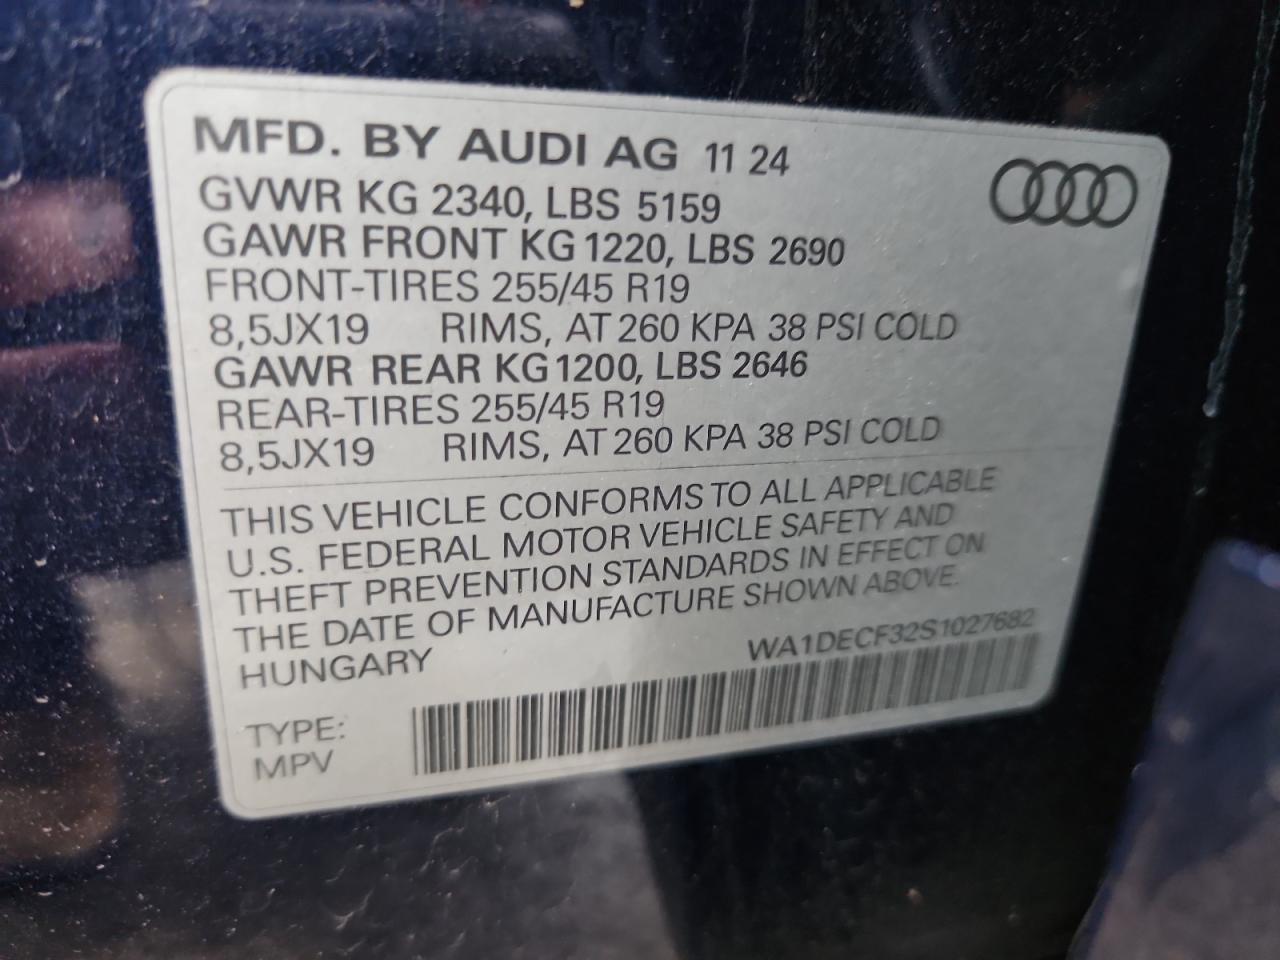 MFD. BY AUDI AG 11 24
GVWR KG 2340, LBS 5159
GAWR FRONT KG 1220, LBS 2690
FRONT-TIRES 255/45 R19
8,5JX19 RIMS, AT 260 KPA 38 PSI COLD
GAWR REAR KG 1200, LBS 2646
REAR-TIRES 255/45 R19
8,5JX19 RIMS, AT 260 KPA 38 PSI COLD
THIS VEHICLE CONFORMS TO ALL APPLICABLE
U.S. FEDERAL MOTOR VEHICLE SAFETY AND
THEFT PREVENTION STANDARDS IN EFFECT ON
THE DATE OF MANUFACTURE SHOWN ABOVE.
HUNGARY WA1DECF32S1027682
TYPE:
MPV